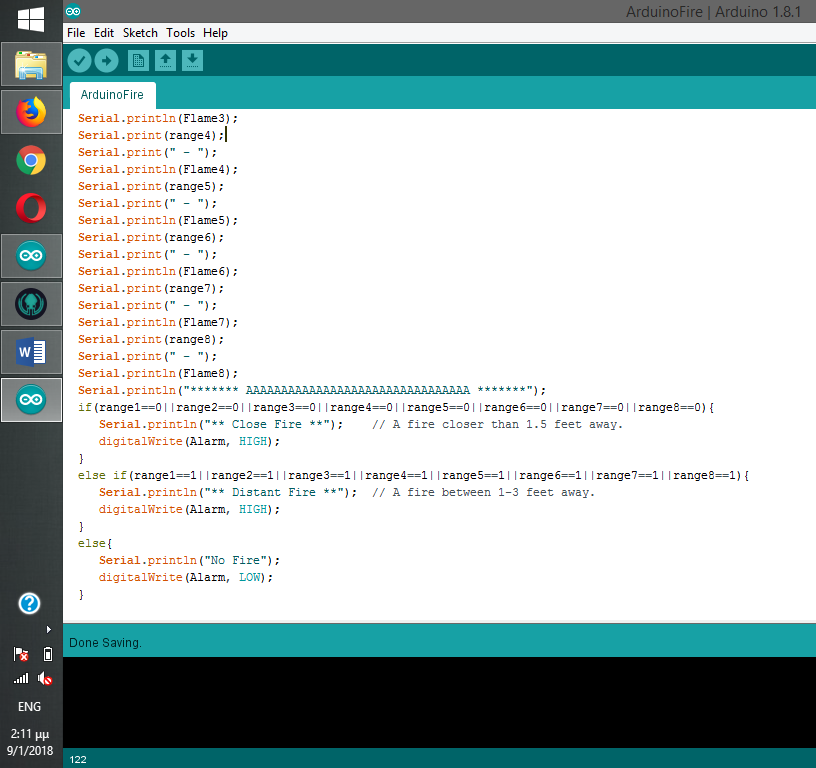 ArduinoFire | Arduino 1.8.1
File Edit Sketch Tools Help
ArduinoFire
Serial.println(Flame3);
Serial.print(range4);
Serial.print(" - ");
Serial.println(Flame4);
Serial.print(range5);
Serial.print(" - ");
Serial.println(Flame5);
Serial.print(range6);
Serial.print(" - ");
Serial.println(Flame6);
Serial.print(range7);
Serial.print(" - ");
Serial.println(Flame7);
Serial.print(range8);
Serial.print(" - ");
Serial.println(Flame8);
Serial.println("******* AAAAAAAAAAAAAAAAAAAAAAAAAAAAAAAA *******");
if(range1==0||range2==0||range3==0||range4==0||range5==0||range6==0||range7==0||range8==0){
Serial.println("** Close Fire **"); // A fire closer than 1.5 feet away.
digitalWrite(Alarm, HIGH);
}
else if(range1==1||range2==1||range3==1||range4==1||range5==1||range6==1||range7==1||range8==1){
Serial.println("** Distant Fire **"); // A fire between 1-3 feet away.
digitalWrite(Alarm, HIGH);
}
else{
Serial.println("No Fire");
digitalWrite(Alarm, LOW);
}
Done Saving.
122
W
?
ENG
2:11 μμ
9/1/2018